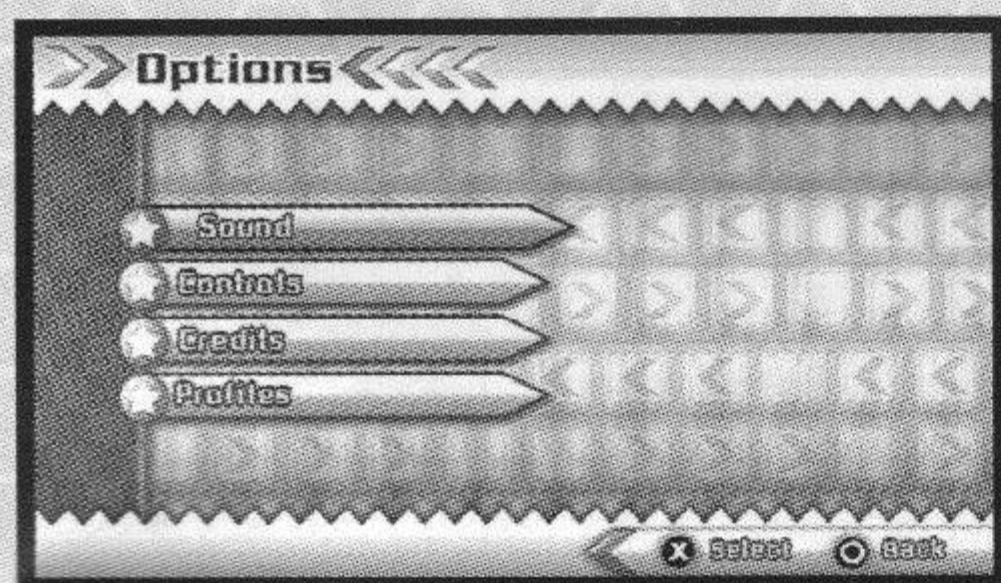 Options
Sound
Controls
Credits
Profiles
X Select O Back